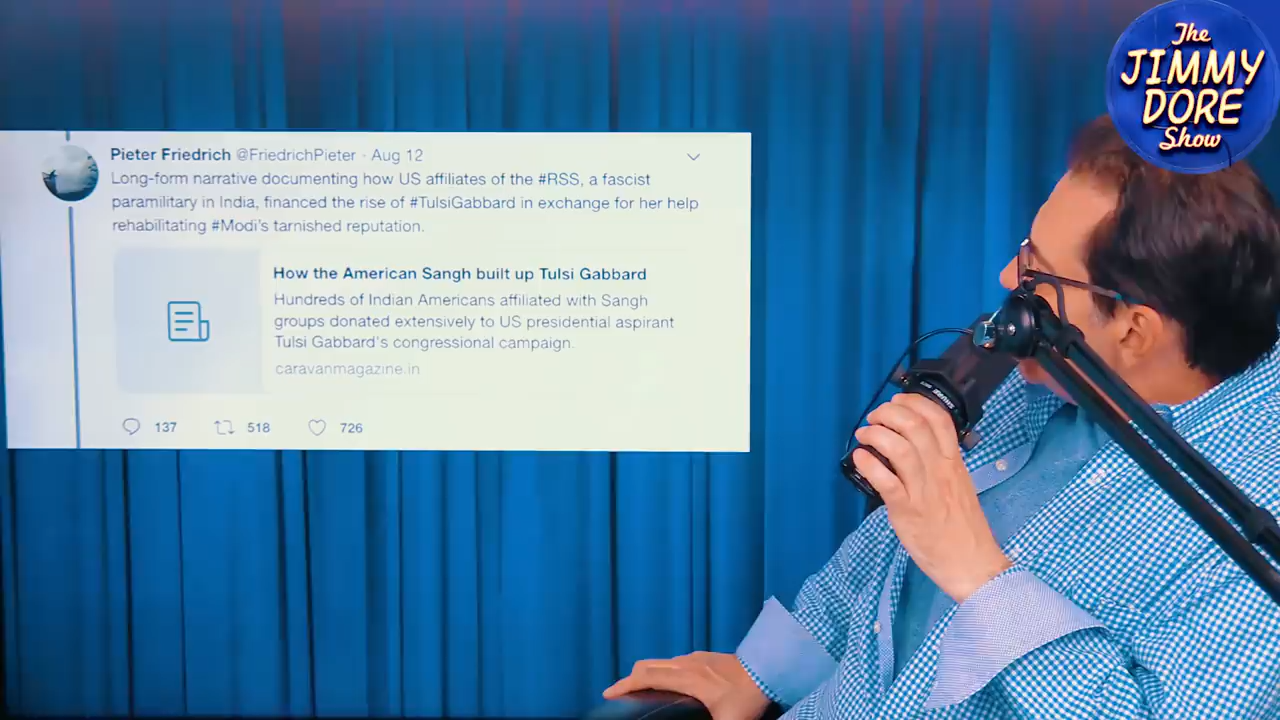 The
JIMMY
DORE
Show
Pieter Friedrich @FriedrichPieter · Aug 12
Long-form narrative documenting how US affiliates of the #RSS, a fascist
paramilitary in India, financed the rise of #TulsiGabbard in exchange for her help
rehabilitating #Modi's tarnished reputation.
How the American Sangh built up Tulsi Gabbard
Hundreds of Indian Americans affiliated with Sangh
groups donated extensively to US presidential aspirant
Tulsi Gabbard's congressional campaign.
caravanmagazine.in
137 518 726
SHURE